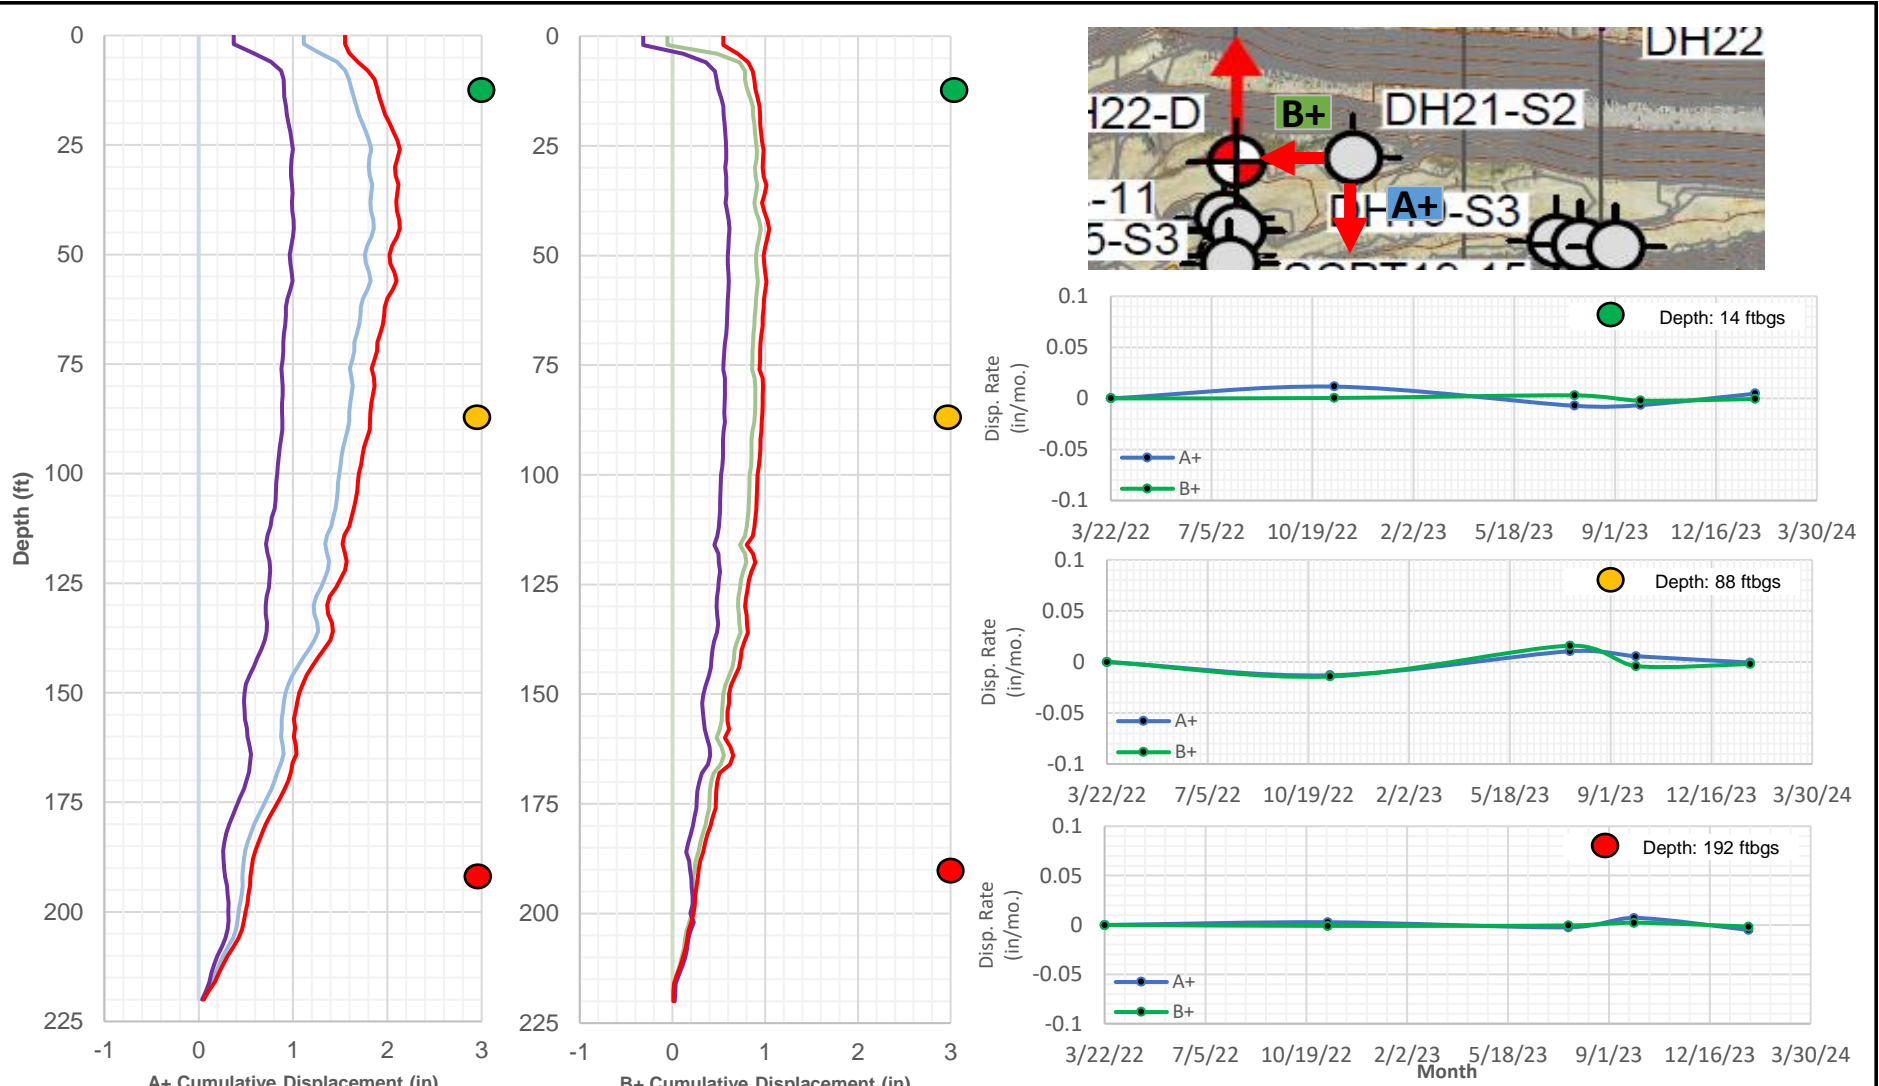 0
25
50
75
100
125
150
175
200
225
-1
0
1
2
3
Depth (ft)
A+ Cumulative Displacement (in)
0
25
50
75
100
125
150
175
200
225
-1
0
1
2
3
B+ Cumulative Displacement (in)
DH22
H22-D
B+
DH21-S2
-11
A+
-S3
5-S3
0.1
0.05
0
-0.05
-0.1
Disp. Rate
(in/mo.)
Depth: 14 ftbgs
A+
B+
3/22/22 7/5/22 10/19/22 2/2/23 5/18/23 9/1/23 12/16/23 3/30/24
0.1
0.05
0
-0.05
-0.1
Disp. Rate
(in/mo.)
Depth: 88 ftbgs
A+
B+
3/22/22 7/5/22 10/19/22 2/2/23 5/18/23 9/1/23 12/16/23 3/30/24
0.1
0.05
0
-0.05
-0.1
Disp. Rate
(in/mo.)
Depth: 192 ftbgs
A+
B+
3/22/22 7/5/22 10/19/22 2/2/23 5/18/23 9/1/23 12/16/23 3/30/24
Month